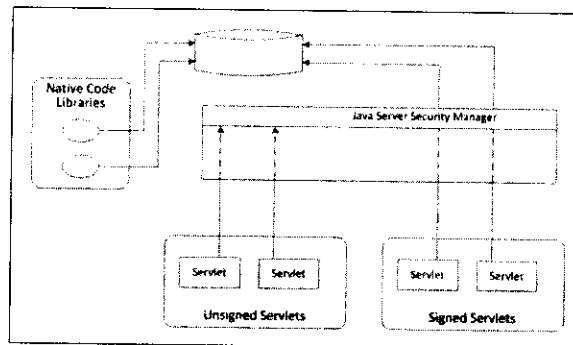 Native Code
Libraries
Java Server Security Manager
Servlet
Servlet
Unsigned Servlets
Servlet
Servlet
Signed Servlets